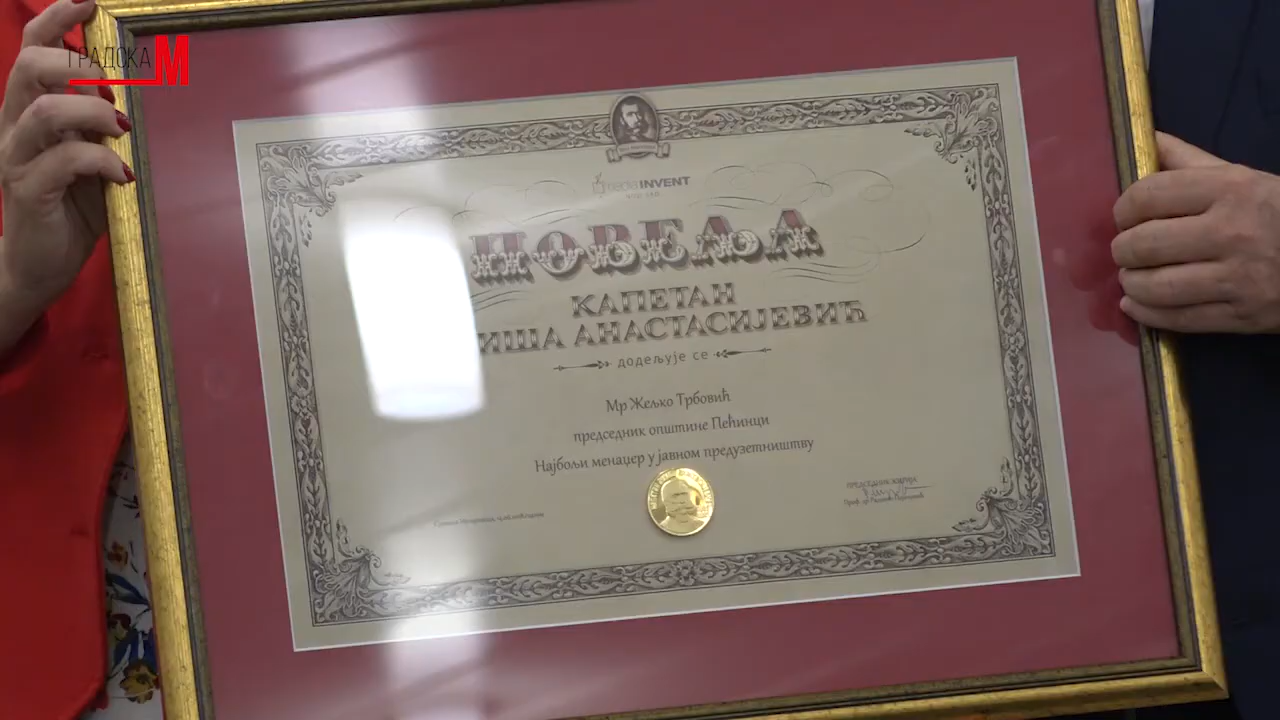 ГРАДСКА М
INVENT
ПОВЕЉА
КАПЕТАН
ИША АНАСТАСИЈЕВИЋ
додељује се
Мр Жељко Трбовић
председник општине Пећинци
Најбољи менаџер у јавном предузетништву
ПРЕДСЕДНИК ЖИРИЈА